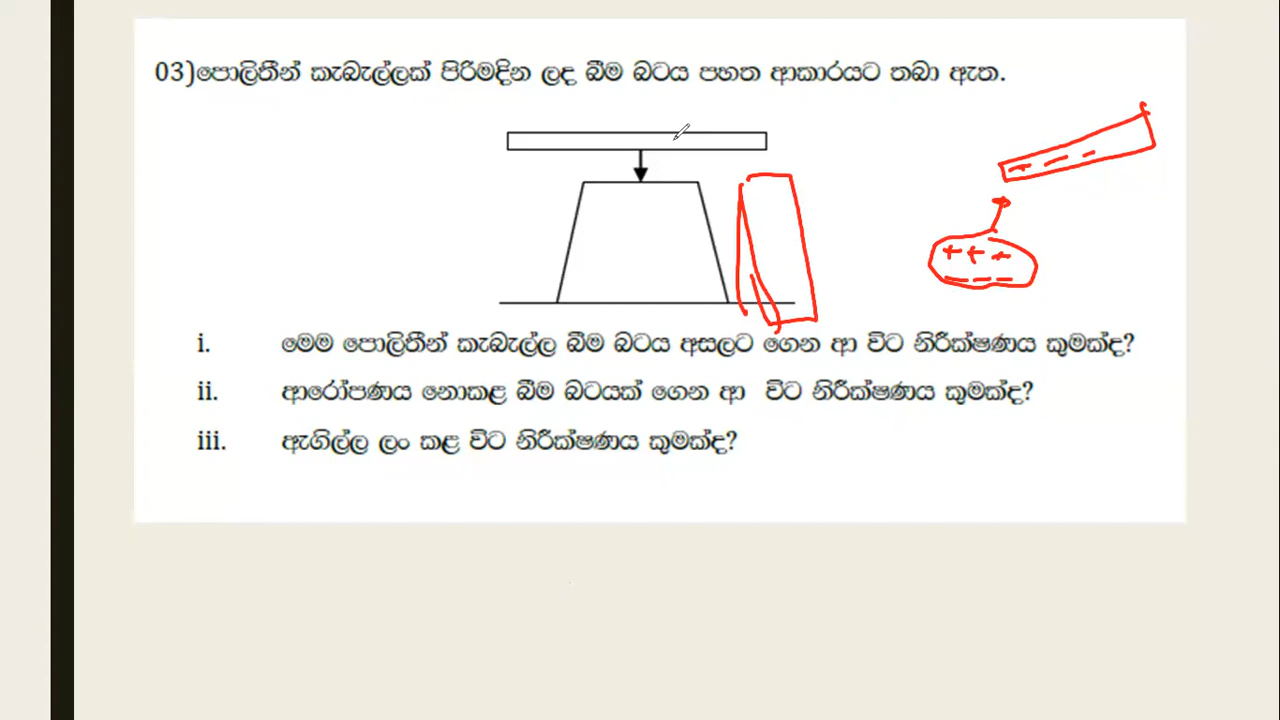 03)පොලිතීන් කැබැල්ලක් පිරිමදින ලද බීම බටය පහත ආකාරයට තබා ඇත.
i. මෙම පොලිතීන් කැබැල්ල බීම බටය අසලට ගෙන ආ විට නිරීක්ෂණය කුමක්ද?
ii. ආරෝපණය නොකළ බීම බටයක් ගෙන ආ විට නිරීක්ෂණය කුමක්ද?
iii. ඇගිල්ල ලං කළ විට නිරීක්ෂණය කුමක්ද?